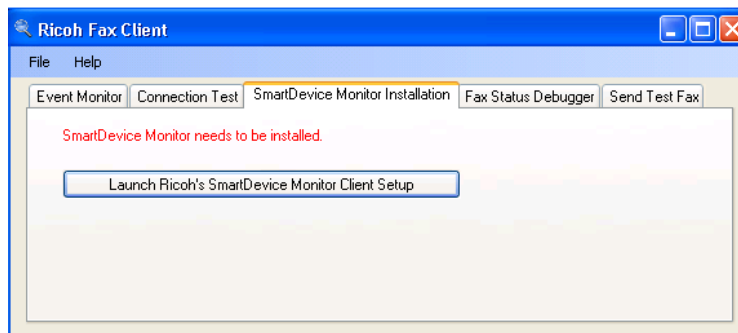 Ricoh Fax Client
File Help
Event Monitor Connection Test SmartDevice Monitor Installation Fax Status Debugger Send Test Fax
SmartDevice Monitor needs to be installed.
Launch Ricoh's SmartDevice Monitor Client Setup